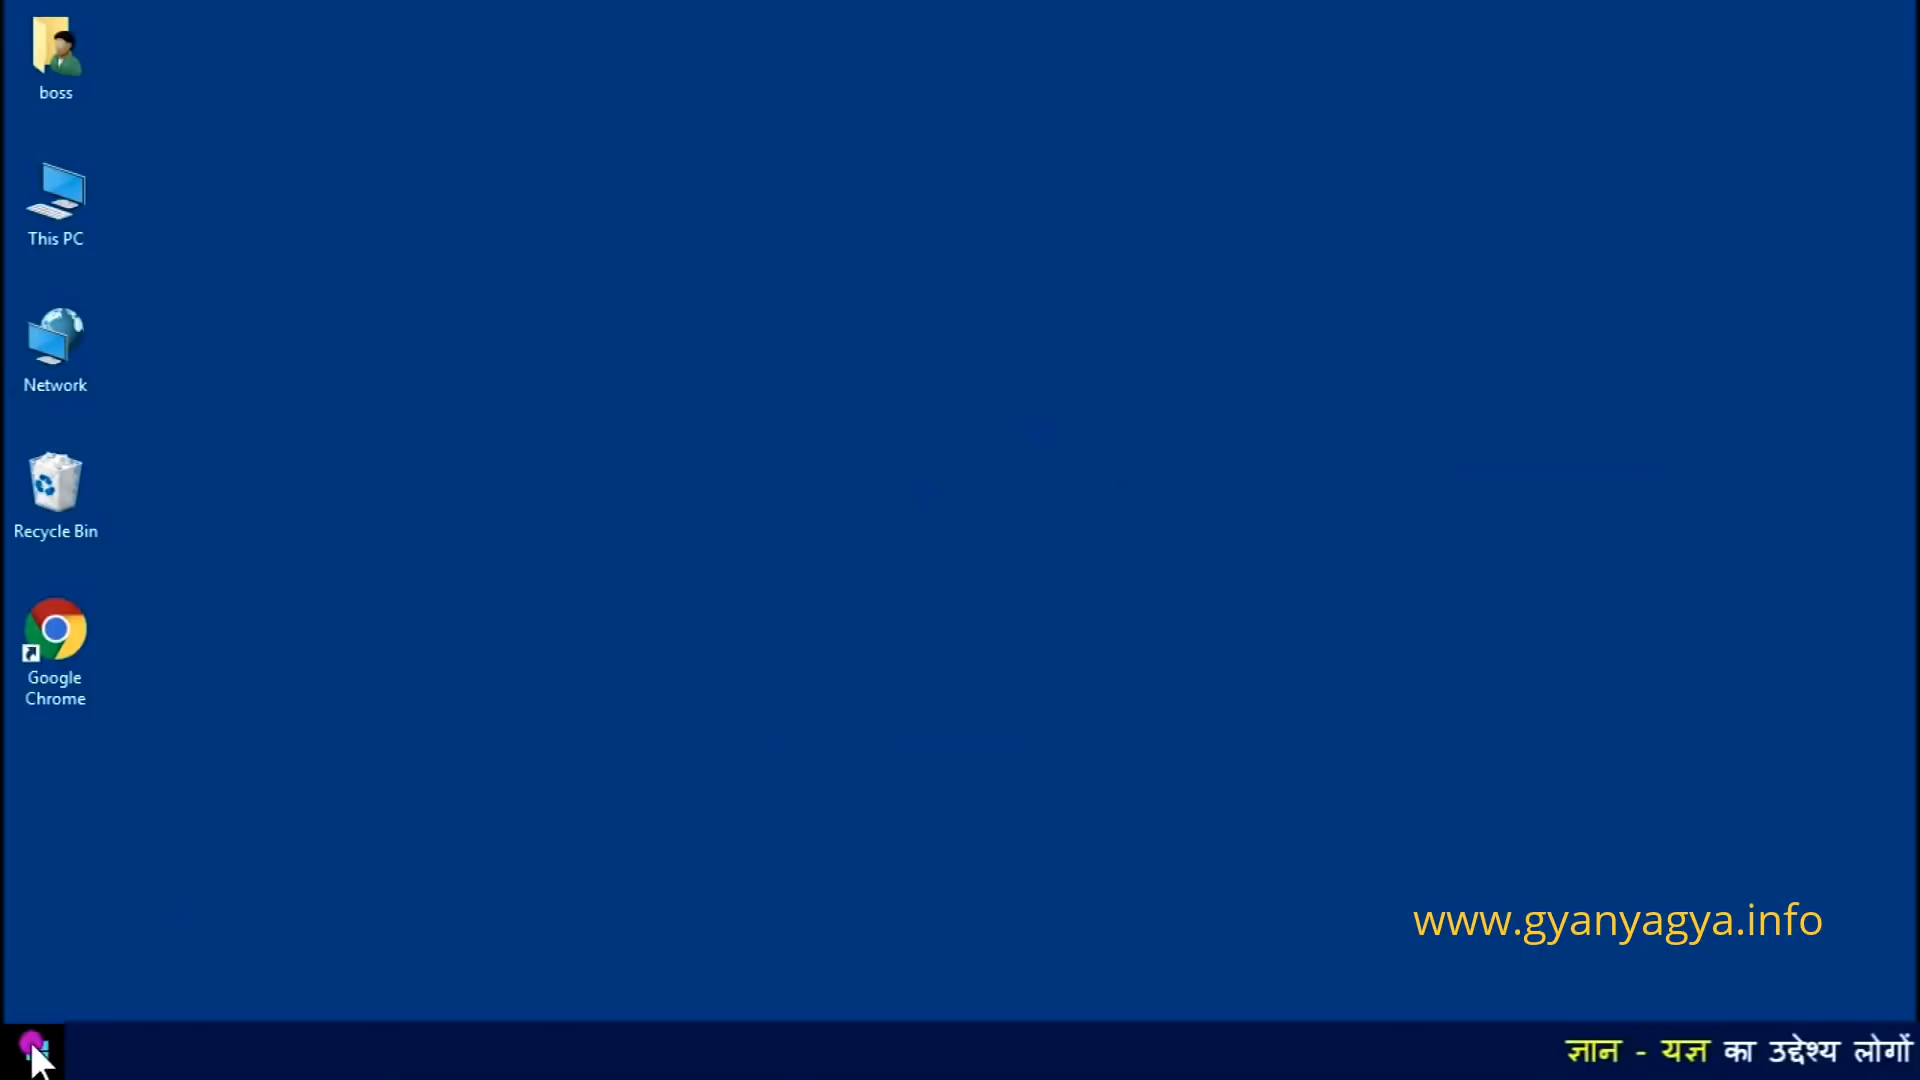 boss
This PC
Network
Recycle Bin
Google
Chrome
www.gyanyagya.info
ज्ञान - यज्ञ का उद्देश्य लोगों